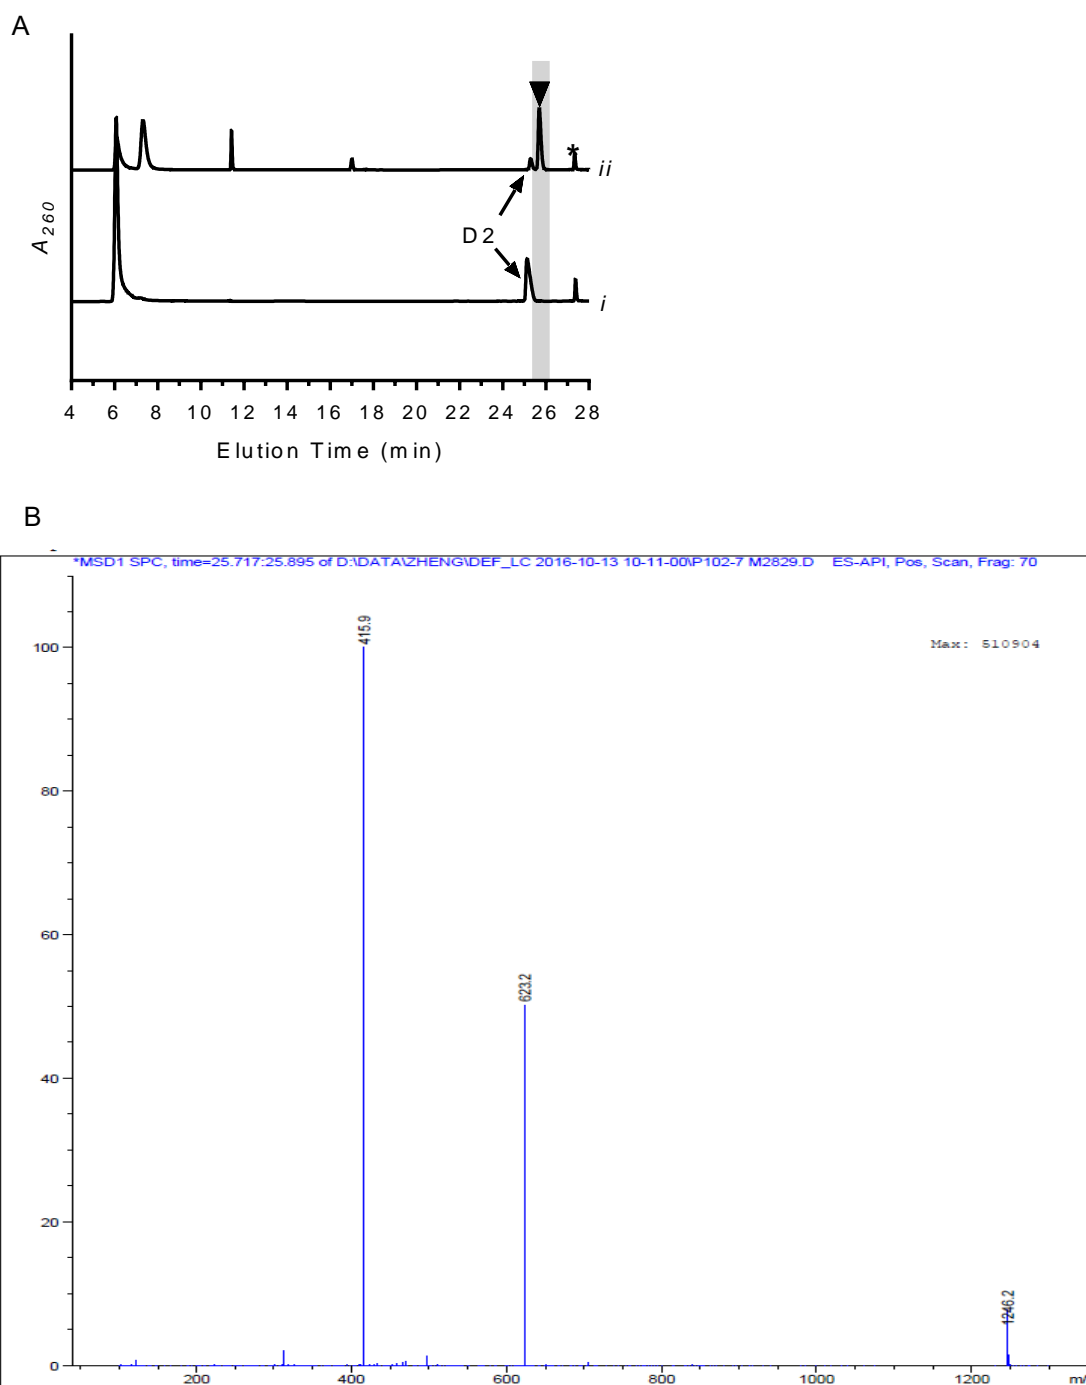 A
A260
*
ii
D2
i
4 6 8 10 12 14 16 18 20 22 24 26 28
Elution Time (min)
B
*MSD1 SPC, time=25.717:25.895 of D:\DATA\ZHENG\DEF_LC 2016-10-13 10-11-00\P102-7 M2829.D ES-API, Pos, Scan, Frag: 70
415.9
100
Max: 510904
80
60
623.2
40
20
1246.2
0
200 400 600 800 1000 1200